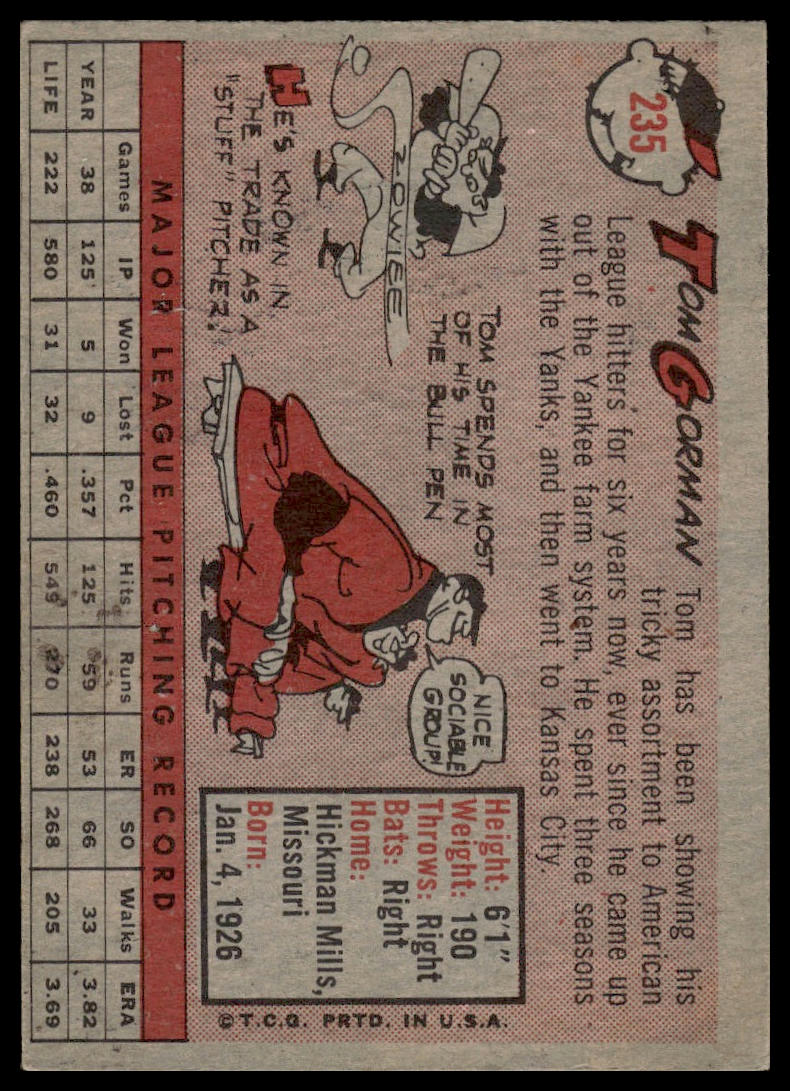 235
TOM GORMAN Tom has been showing his
tricky assortment to American
League hitters for six years now, ever since he came up
out of the Yankee farm system. He spent three seasons
with the Yanks, and then went to Kansas City.
ZOWIEE
HE'S KNOWN IN
THE TRADE AS A
"STUFF" PITCHER!
TOM SPENDS MOST
OF HIS TIME IN
THE BULL PEN
NICE
SOCIABLE
GROUP!
Height: 6'1"
Weight: 190
Throws: Right
Bats: Right
Home:
Hickman Mills,
Missouri
Born:
Jan. 4, 1926
©T.C.G. PRTD. IN U.S.A.
MAJOR LEAGUE PITCHING RECORD
Games IP Won Lost Pct Hits Runs ER SO Walks ERA
YEAR 38 125 5 9 .357 125 59 53 66 33 3.82
LIFE 222 580 31 32 .460 549 270 238 268 205 3.69